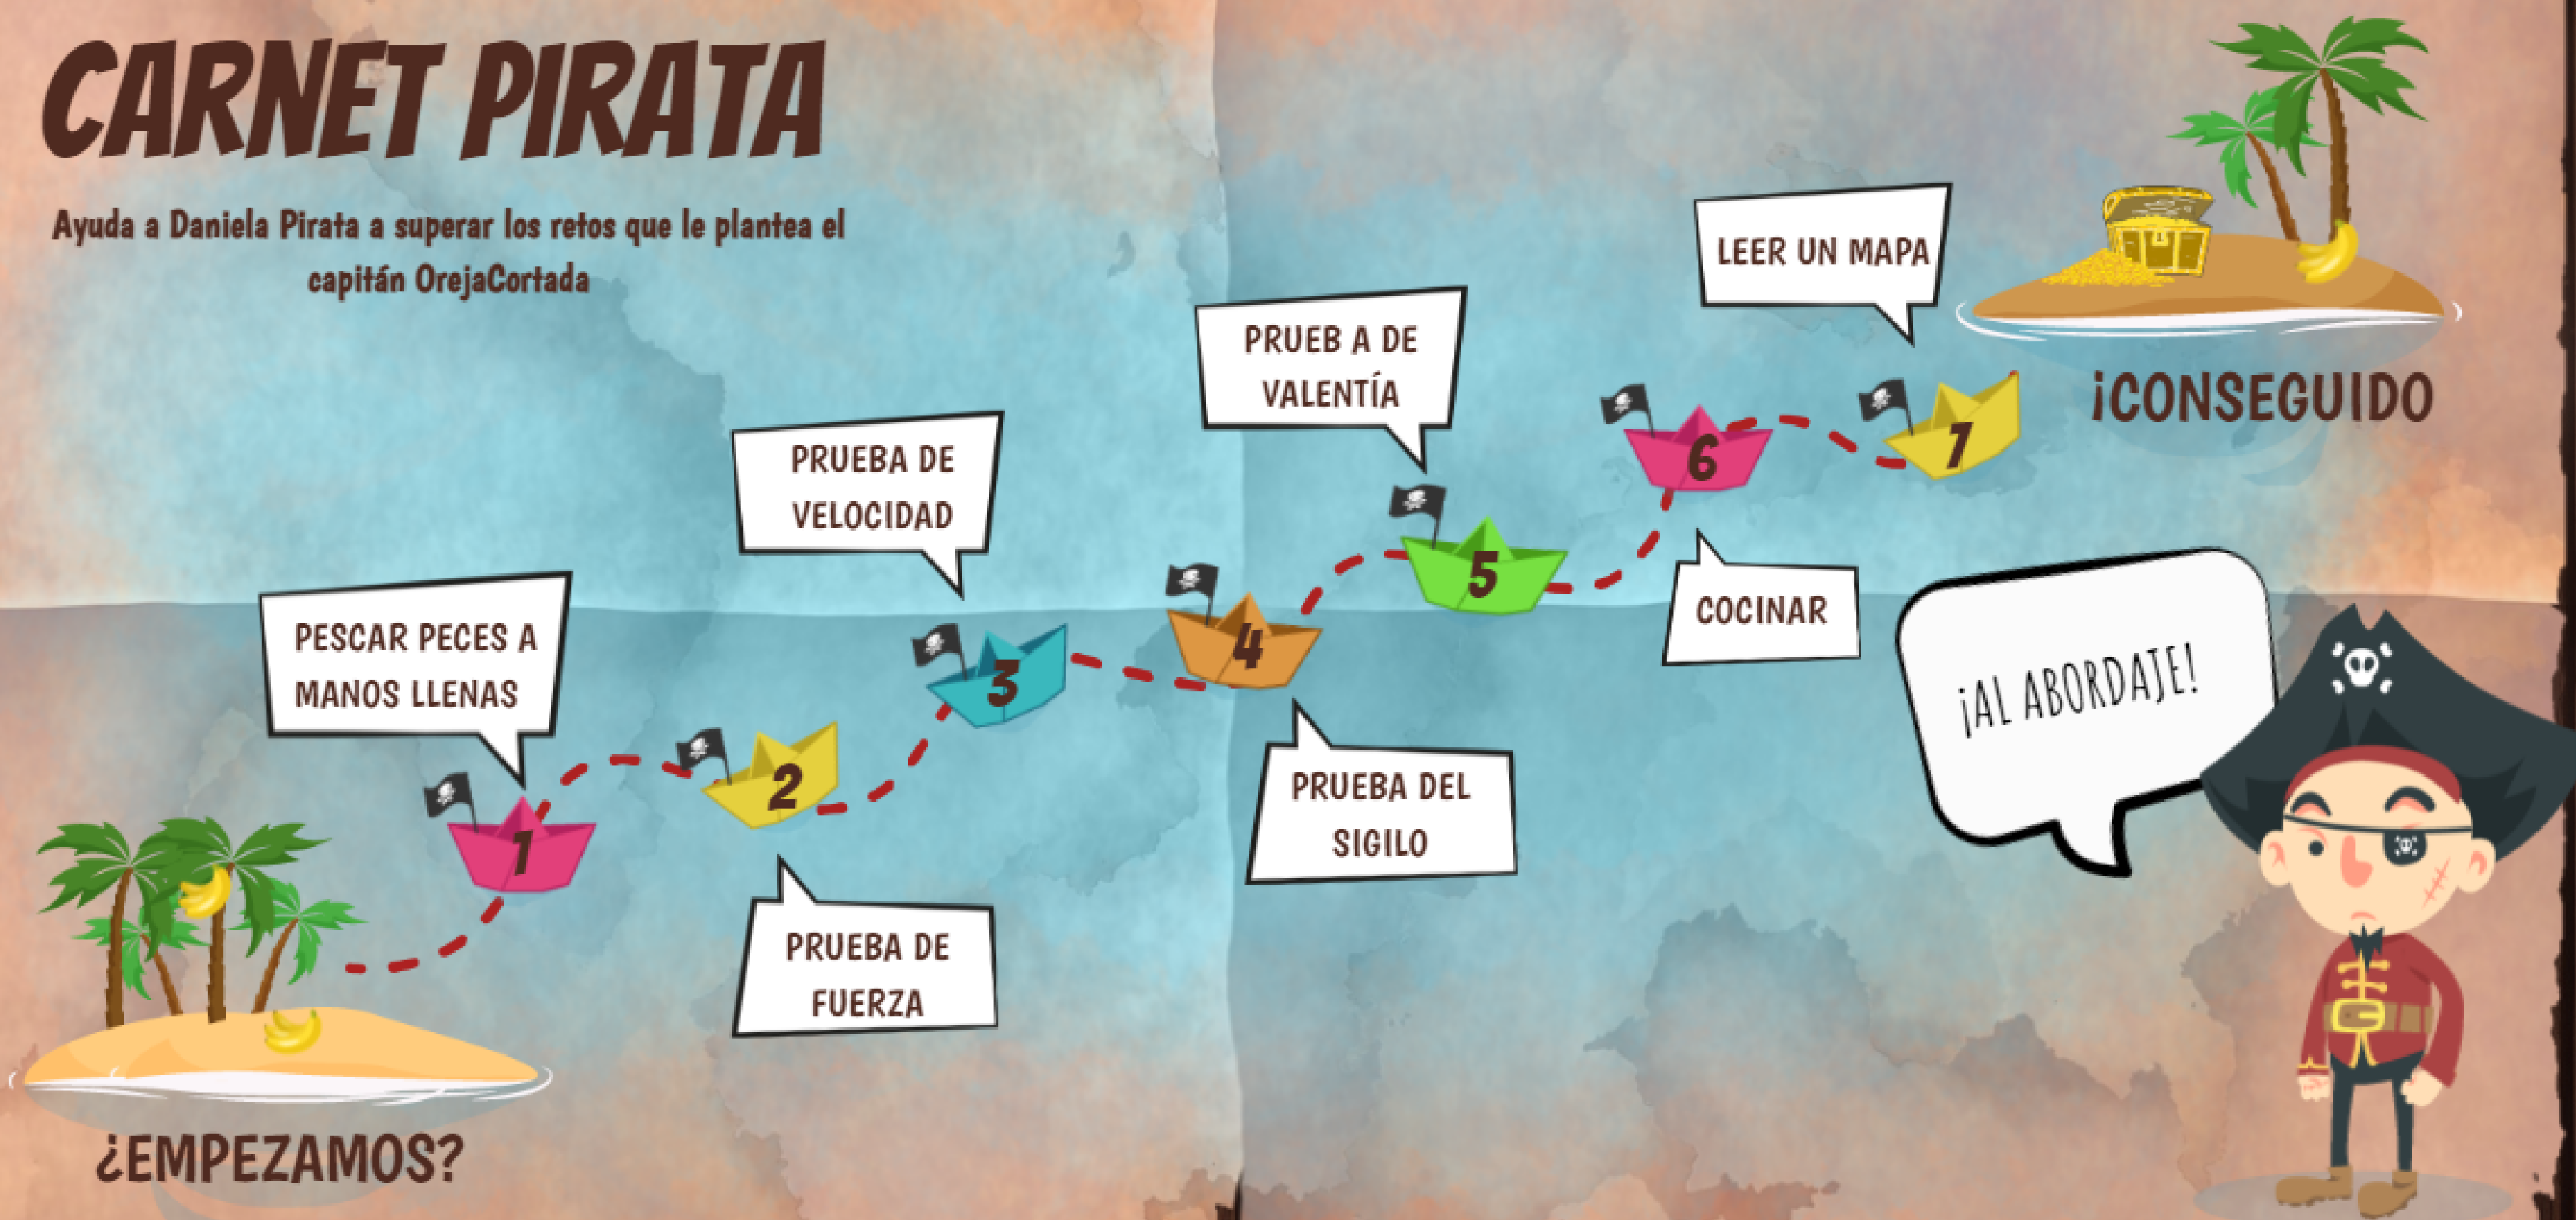 CARNET PIRATA
Ayuda a Daniela Pirata a superar los retos que le plantea el
capitán OrejaCortada
LEER UN MAPA
PRUEB A DE
VALENTÍA
¡CONSEGUIDO
PRUEBA DE
VELOCIDAD
6
7
5
COCINAR
PESCAR PECES A
MANOS LLENAS
4
3
¡AL ABORDAJE!
2
PRUEBA DEL
SIGILO
1
PRUEBA DE
FUERZA
¿EMPEZAMOS?